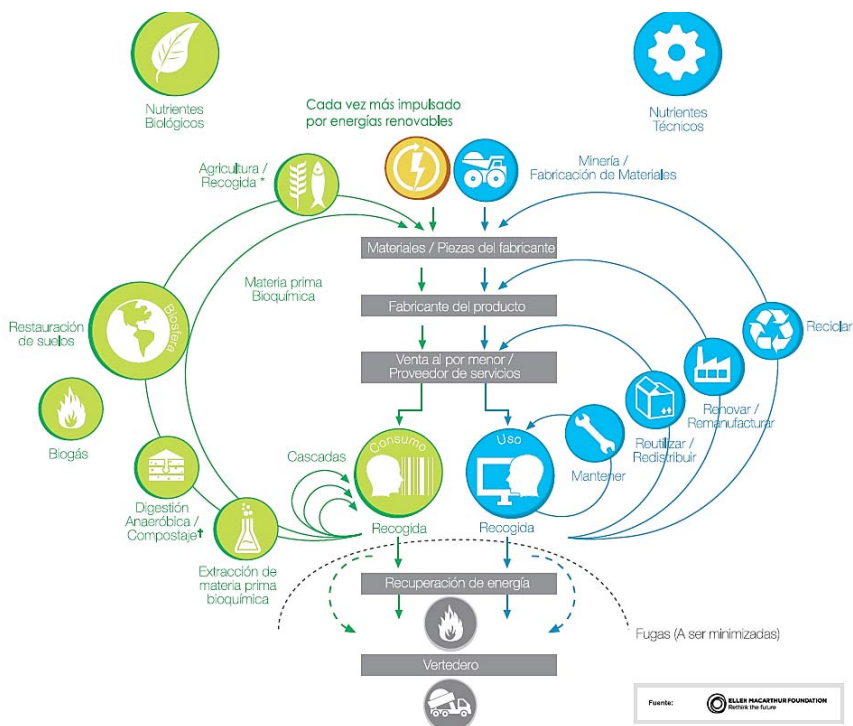 Nutrientes
Biológicos
Cada vez más impulsado
por energías renovables
Nutrientes
Técnicos
Agricultura /
Recogida *
Minería /
Fabricación de Materiales
Materiales / Piezas del fabricante
Materia prima
Bioquímica
Fabricante del producto
Biosfera
Restauración
de suelos
Reciclar
Venta al por menor /
Proveedor de servicios
Renovar /
Remanufacturar
Reutilizar /
Redistribuir
Biogás
Consumo
Uso
Cascadas
Mantener
Digestión
Anaeróbica /
Compostaje†
Recogida
Recogida
Extracción de
materia prima
bioquímica
Recuperación de energía
Fugas (A ser minimizadas)
Vertedero
Fuente:
ELLEN MACARTHUR FOUNDATION
Rethink the future